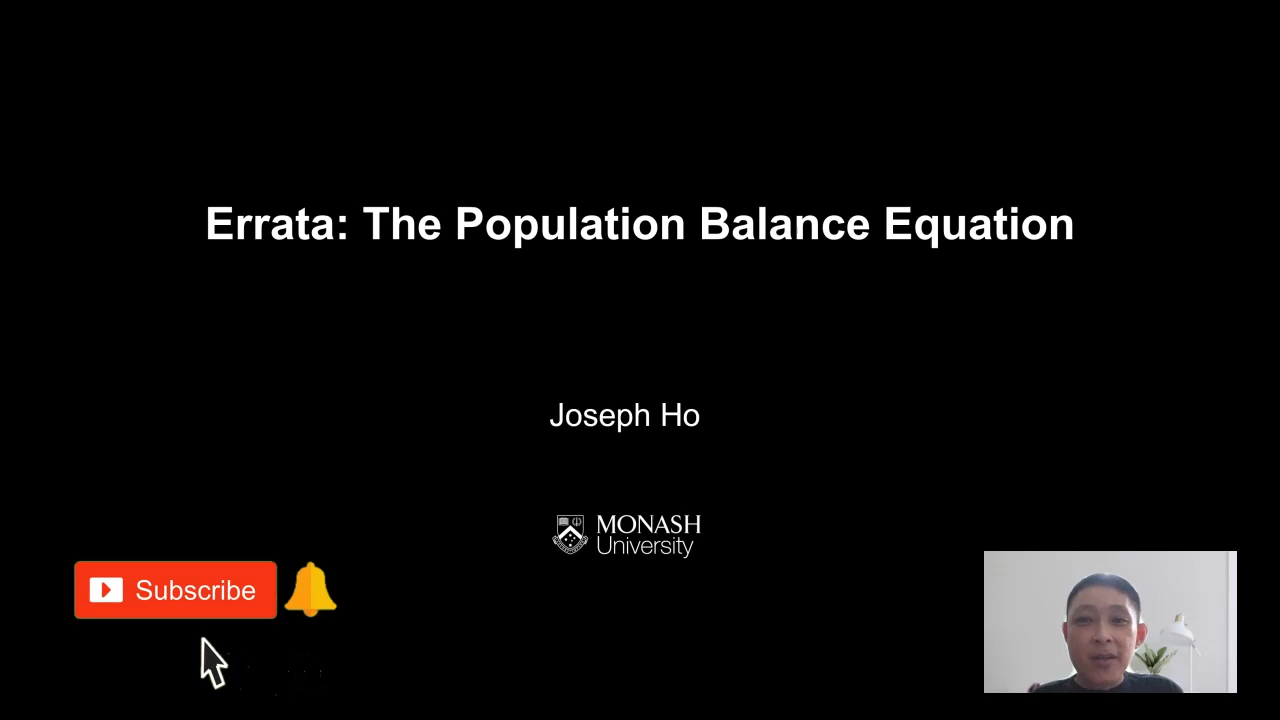 Errata: The Population Balance Equation
Joseph Ho
MONASH
University
Subscribe